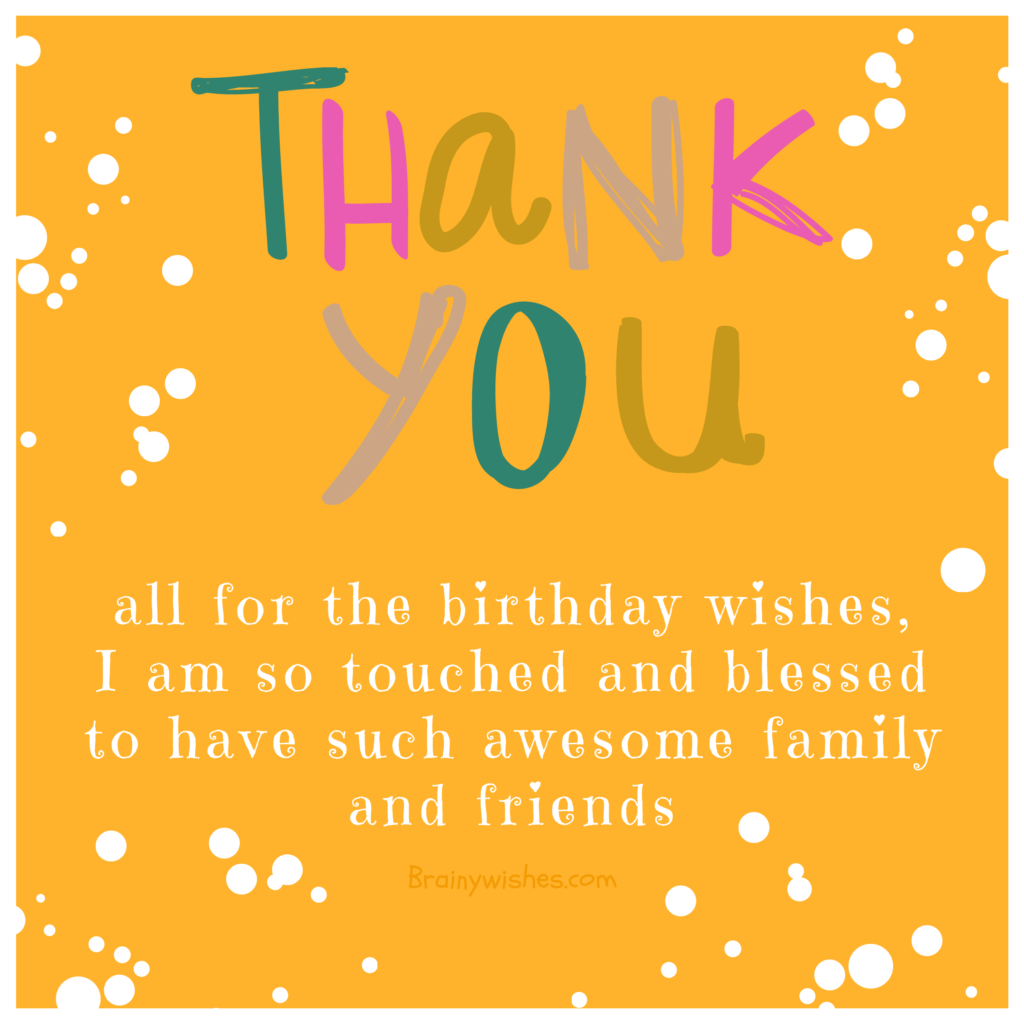 THaNK
YOU
all for the birthday wishes,
I am so touched and blessed
to have such awesome family
and friends
Brainywishes.com